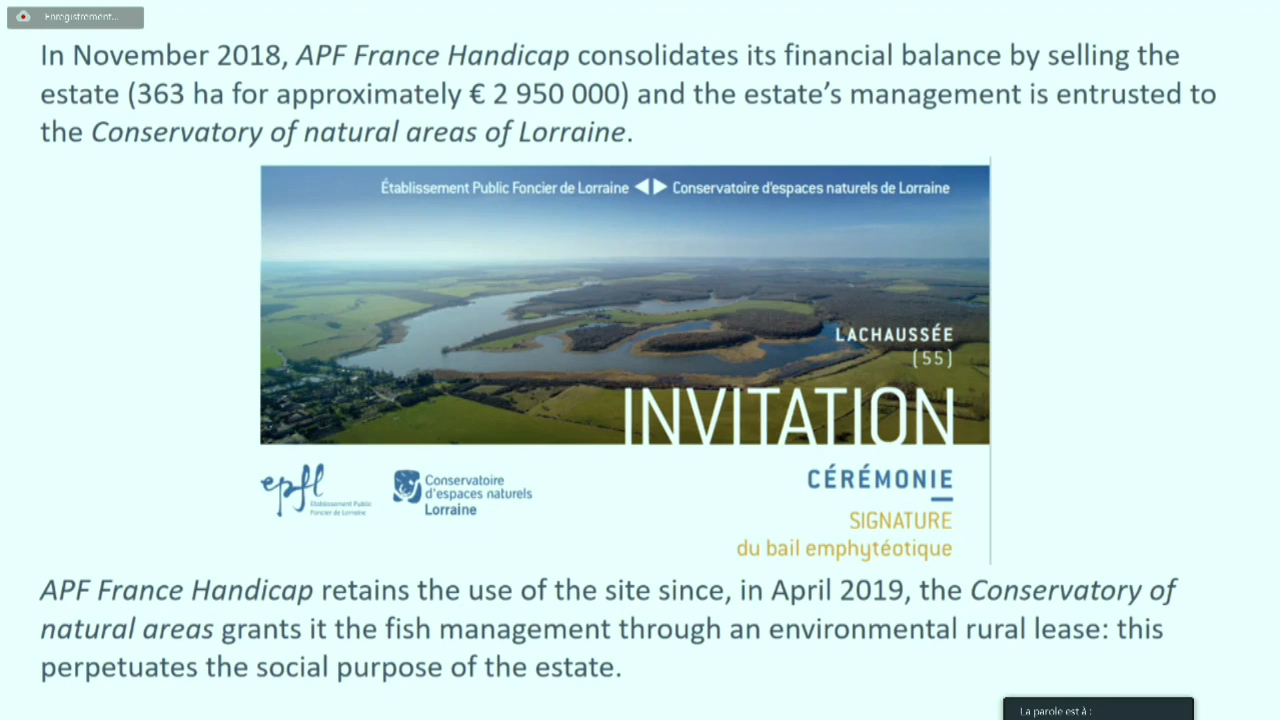 Enregistrement...
In November 2018, APF France Handicap consolidates its financial balance by selling the
estate (363 ha for approximately € 2 950 000) and the estate's management is entrusted to
the Conservatory of natural areas of Lorraine.
Établissement Public Foncier de Lorraine ◀▶ Conservatoire d'espaces naturels de Lorraine
LACHAUSSÉE
(55)
INVITATION
epfl
Établissement Public
Foncier de Lorraine
Conservatoire
d'espaces naturels
Lorraine
CÉRÉMONIE
SIGNATURE
du bail emphytéotique
APF France Handicap retains the use of the site since, in April 2019, the Conservatory of
natural areas grants it the fish management through an environmental rural lease: this
perpetuates the social purpose of the estate.
La parole est à :